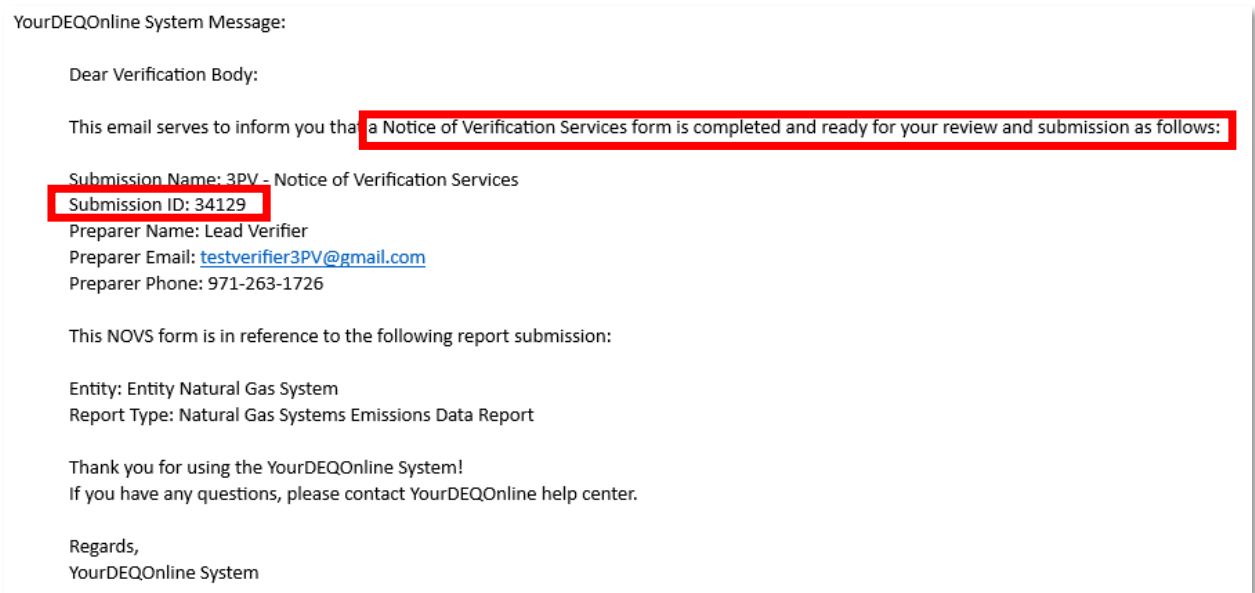 YourDEQOnline System Message:
Dear Verification Body:
This email serves to inform you that a Notice of Verification Services form is completed and ready for your review and submission as follows:
Submission Name: 3PV - Notice of Verification Services
Submission ID: 34129
Preparer Name: Lead Verifier
Preparer Email: testverifier3PV@gmail.com
Preparer Phone: 971-263-1726
This NOVS form is in reference to the following report submission:
Entity: Entity Natural Gas System
Report Type: Natural Gas Systems Emissions Data Report
Thank you for using the YourDEQOnline System!
If you have any questions, please contact YourDEQOnline help center.
Regards,
YourDEQOnline System